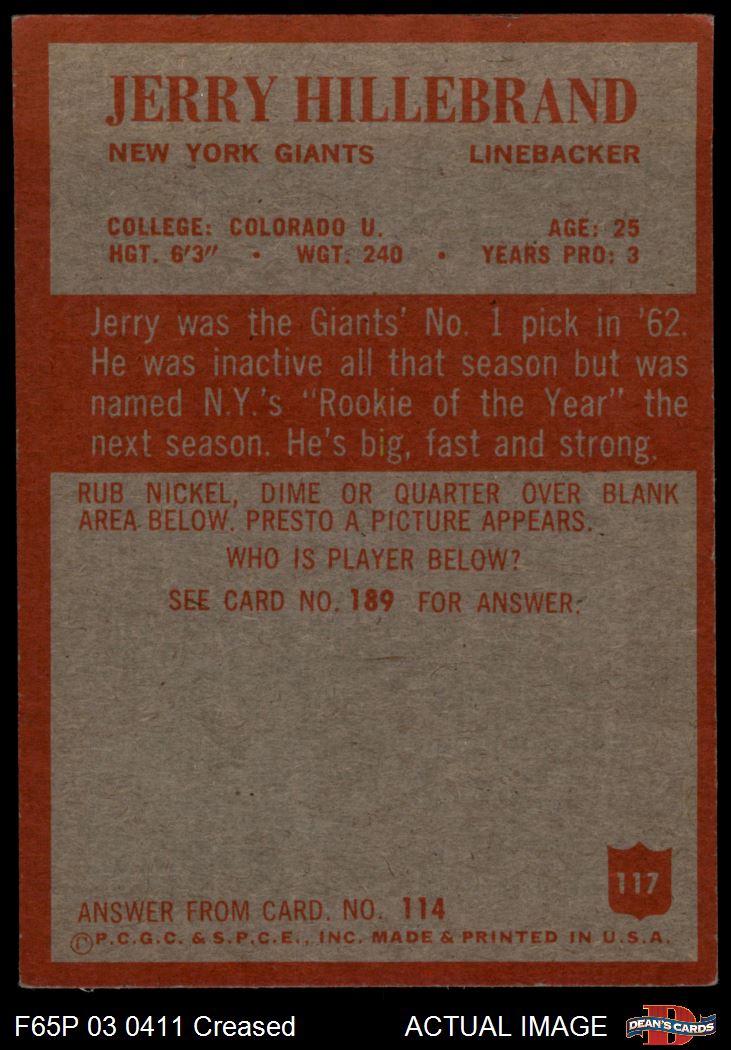 JERRY HILLEBRAND
NEW YORK GIANTS LINEBACKER
COLLEGE: COLORADO U. AGE: 25
HGT. 6'3" • WGT. 240 • YEARS PRO: 3
Jerry was the Giants' No. 1 pick in '62.
He was inactive all that season but was
named N.Y.'s "Rookie of the Year" the
next season. He's big, fast and strong.
RUB NICKEL, DIME OR QUARTER OVER BLANK
AREA BELOW. PRESTO A PICTURE APPEARS.
WHO IS PLAYER BELOW?
SEE CARD NO. 189 FOR ANSWER.
117
ANSWER FROM CARD. NO. 114
©P.C.G.C. & S.P.C.E., INC. MADE & PRINTED IN U.S.A.
F65P 03 0411 Creased ACTUAL IMAGE
DEAN'S CARDS